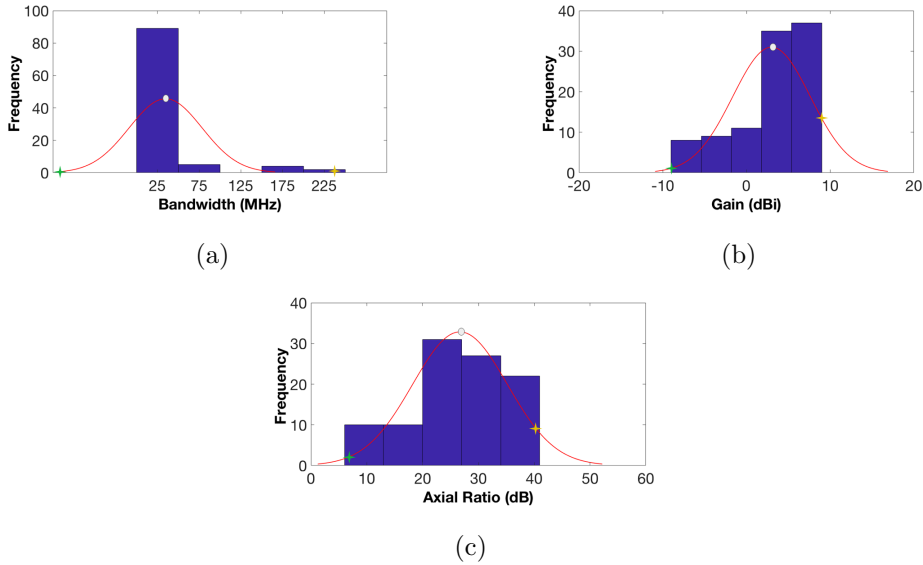 100
80
60
40
20
0
Frequency
25 75 125 175 225
Bandwidth (MHz)
(a)
40
30
20
10
0
Frequency
-20 -10 0 10 20
Gain (dBi)
(b)
40
30
20
10
0
Frequency
0 10 20 30 40 50 60
Axial Ratio (dB)
(c)